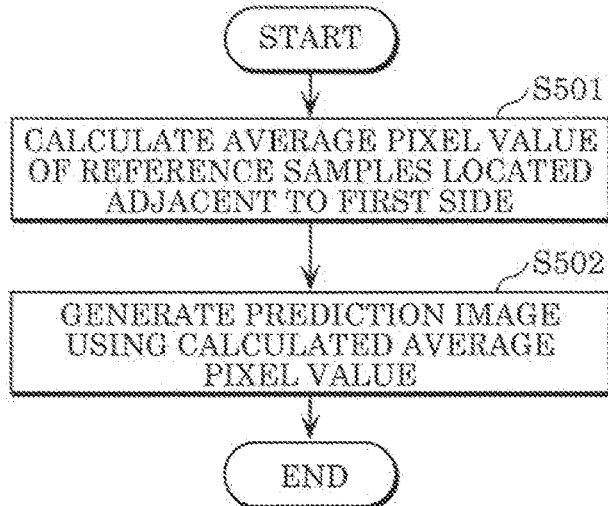 START
S501
CALCULATE AVERAGE PIXEL VALUE
OF REFERENCE SAMPLES LOCATED
ADJACENT TO FIRST SIDE
S502
GENERATE PREDICTION IMAGE
USING CALCULATED AVERAGE
PIXEL VALUE
END